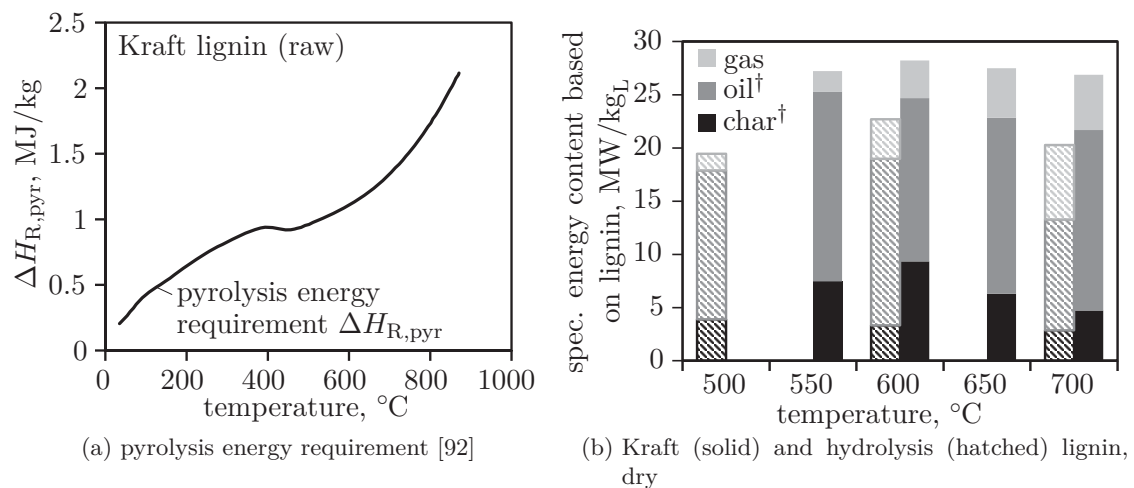 2.5
2
1.5
1
0.5
0
ΔH_R,pyr, MJ/kg
Kraft lignin (raw)
pyrolysis energy
requirement ΔH_R,pyr
0 200 400 600 800 1000
temperature, °C
(a) pyrolysis energy requirement [92]
30
25
20
15
10
5
0
spec. energy content based
on lignin, MW/kg_L
gas
oil†
char†
500 550 600 650 700
temperature, °C
(b) Kraft (solid) and hydrolysis (hatched) lignin,
dry